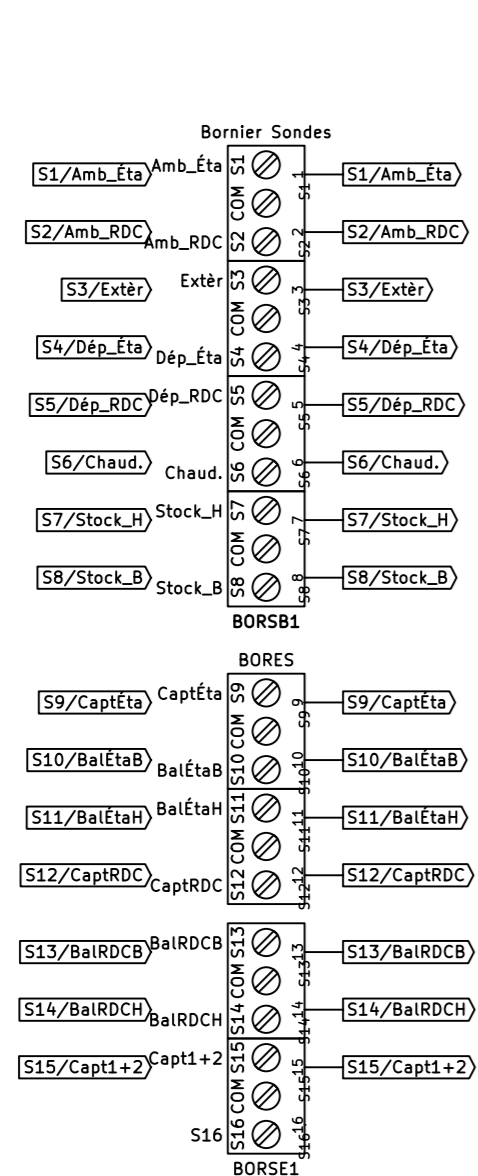 Bornier Sondes
S1/Amb_Éta Amb_Éta S1 1 S1 S1/Amb_Éta
COM
S2/Amb_RDC Amb_RDC S2 2 S2 S2/Amb_RDC
S3/Extèr Extèr S3 3 S3 S3/Extèr
COM
S4/Dép_Éta Dép_Éta S4 4 S4 S4/Dép_Éta
S5/Dép_RDC Dép_RDC S5 5 S5 S5/Dép_RDC
COM
S6/Chaud. Chaud. S6 6 S6 S6/Chaud.
S7/Stock_H Stock_H S7 7 S7 S7/Stock_H
COM
S8/Stock_B Stock_B S8 8 S8 S8/Stock_B
BORSB1
BORES
S9/CaptÉta CaptÉta S9 9 S9 S9/CaptÉta
COM
S10/BalÉtaB BalÉtaB S10 10 S10 S10/BalÉtaB
S11/BalÉtaH BalÉtaH S11 11 S11 S11/BalÉtaH
COM
S12/CaptRDC CaptRDC S12 12 S12 S12/CaptRDC
S13/BalRDCB BalRDCB S13 13 S13 S13/BalRDCB
COM
S14/BalRDCH BalRDCH S14 14 S14 S14/BalRDCH
S15/Capt1+2 Capt1+2 S15 15 S15 S15/Capt1+2
COM
S16 S16 16 S16
BORSE1